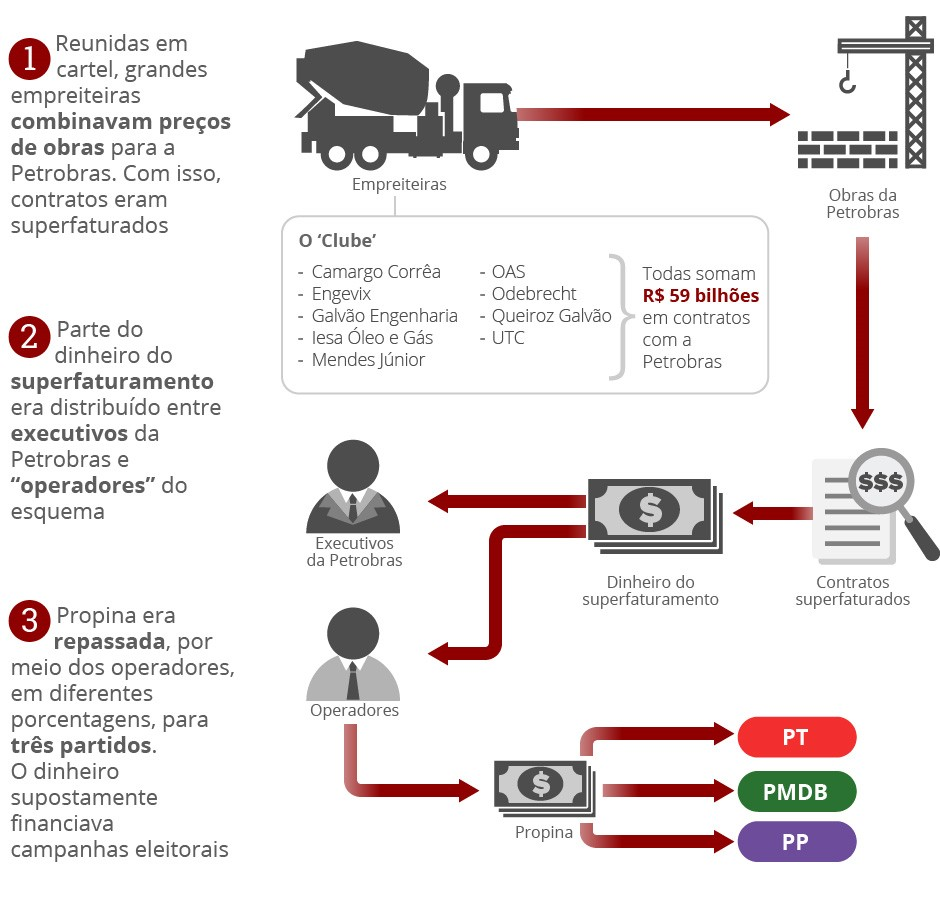 1
Reunidas em
cartel, grandes
empreiteiras
combinavam preços
de obras para a
Petrobras. Com isso,
contratos eram
superfaturados
Empreiteiras
Obras da
Petrobras
O ‘Clube’
- Camargo Corrêa
- Engevix
- Galvão Engenharia
- Iesa Óleo e Gás
- Mendes Júnior
- OAS
- Odebrecht
- Queiroz Galvão
- UTC
Todas somam
R$ 59 bilhões
em contratos
com a
Petrobras
2
Parte do
dinheiro do
superfaturamento
era distribuído entre
executivos da
Petrobras e
“operadores” do
esquema
$$$
Contratos
superfaturados
$
Dinheiro do
superfaturamento
Executivos
da Petrobras
Operadores
3
Propina era
repassada, por
meio dos operadores,
em diferentes
porcentagens, para
três partidos.
O dinheiro
supostamente
financiava
campanhas eleitorais
$
Propina
PT
PMDB
PP